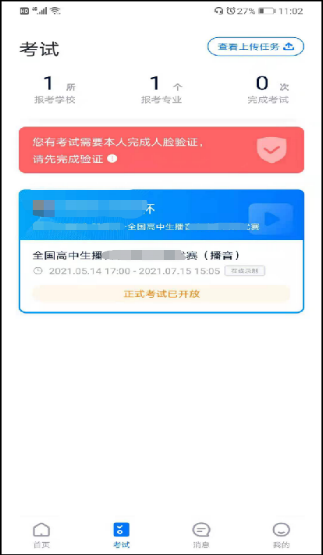 27% 11:02
考试
查看上传任务
1 所
报考学校
1 个
报考专业
0 次
完成考试
您有考试需要本人完成人脸验证，
请先完成验证
杯
-全国高中生播 赛
全国高中生播 赛（播音）
2021.05.14 17:00 - 2021.07.15 15:05
正式考试已开放
首页
考试
消息
我的